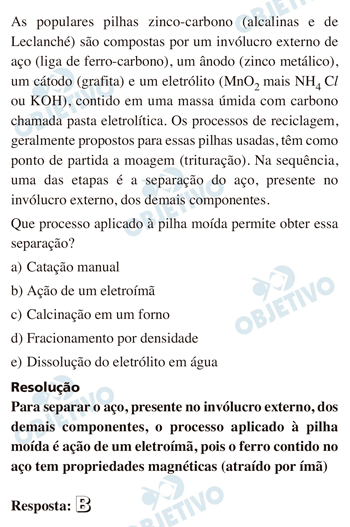 As populares pilhas zinco-carbono (alcalinas e de
Leclanché) são compostas por um invólucro externo de
aço (liga de ferro-carbono), um ânodo (zinco metálico),
um cátodo (grafita) e um eletrólito (MnO₂ mais NH₄ Cl
ou KOH), contido em uma massa úmida com carbono
chamada pasta eletrolítica. Os processos de reciclagem,
geralmente propostos para essas pilhas usadas, têm como
ponto de partida a moagem (trituração). Na sequência,
uma das etapas é a separação do aço, presente no
invólucro externo, dos demais componentes.
Que processo aplicado à pilha moída permite obter essa
separação?
a) Catação manual
b) Ação de um eletroímã
c) Calcinação em um forno
d) Fracionamento por densidade
e) Dissolução do eletrólito em água
Resolução
Para separar o aço, presente no invólucro externo, dos
demais componentes, o processo aplicado à pilha
moída é ação de um eletroímã, pois o ferro contido no
aço tem propriedades magnéticas (atraído por ímã)
Resposta: B
OBJETIVO
OBJETIVO
OBJETIVO
OBJETIVO
OBJETIVO
OBJETIVO